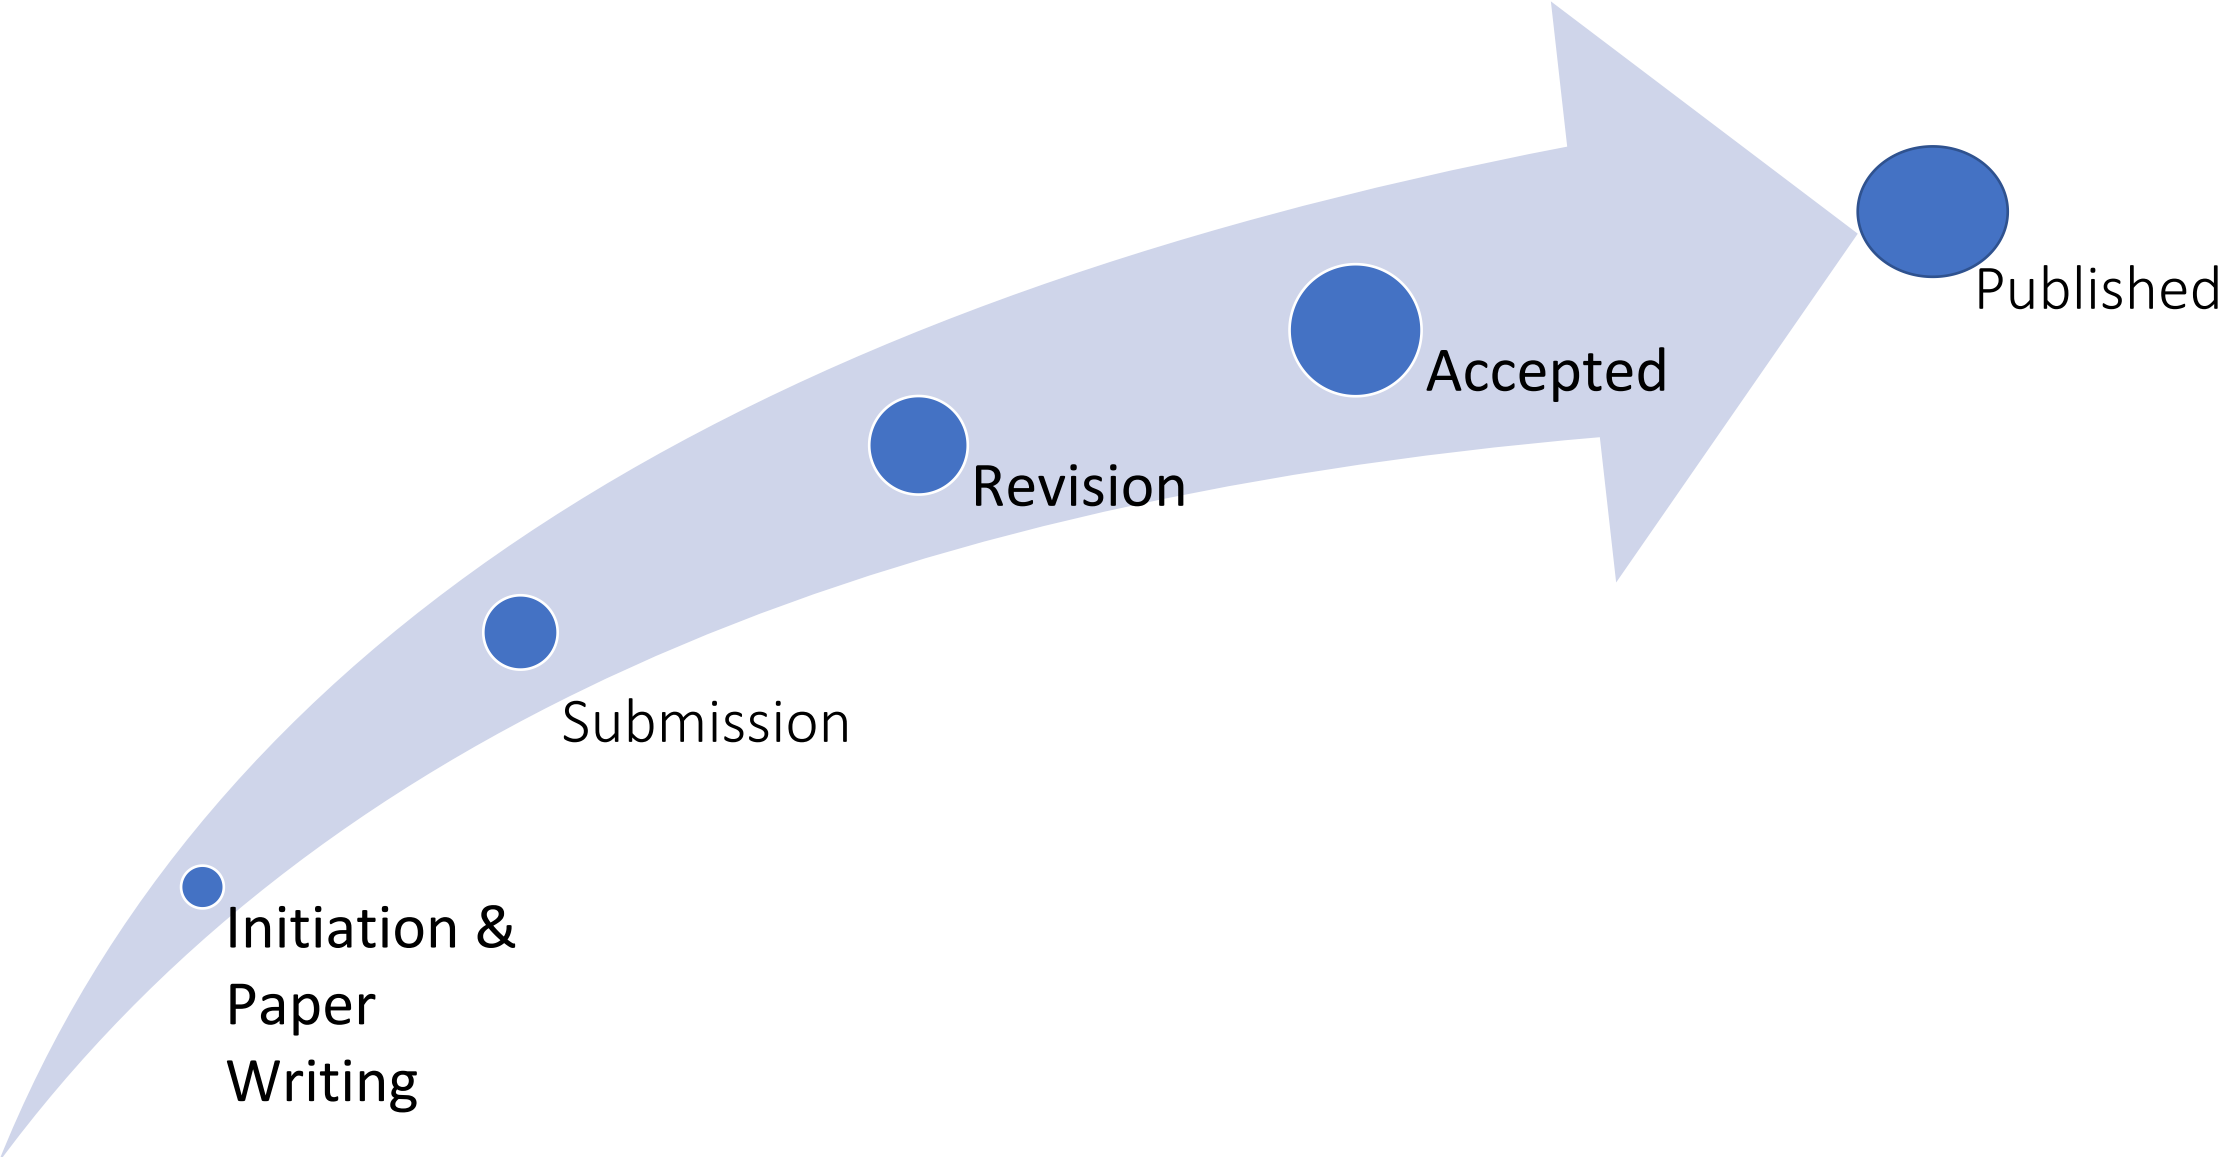 Initiation &
Paper
Writing
Submission
Revision
Accepted
Published